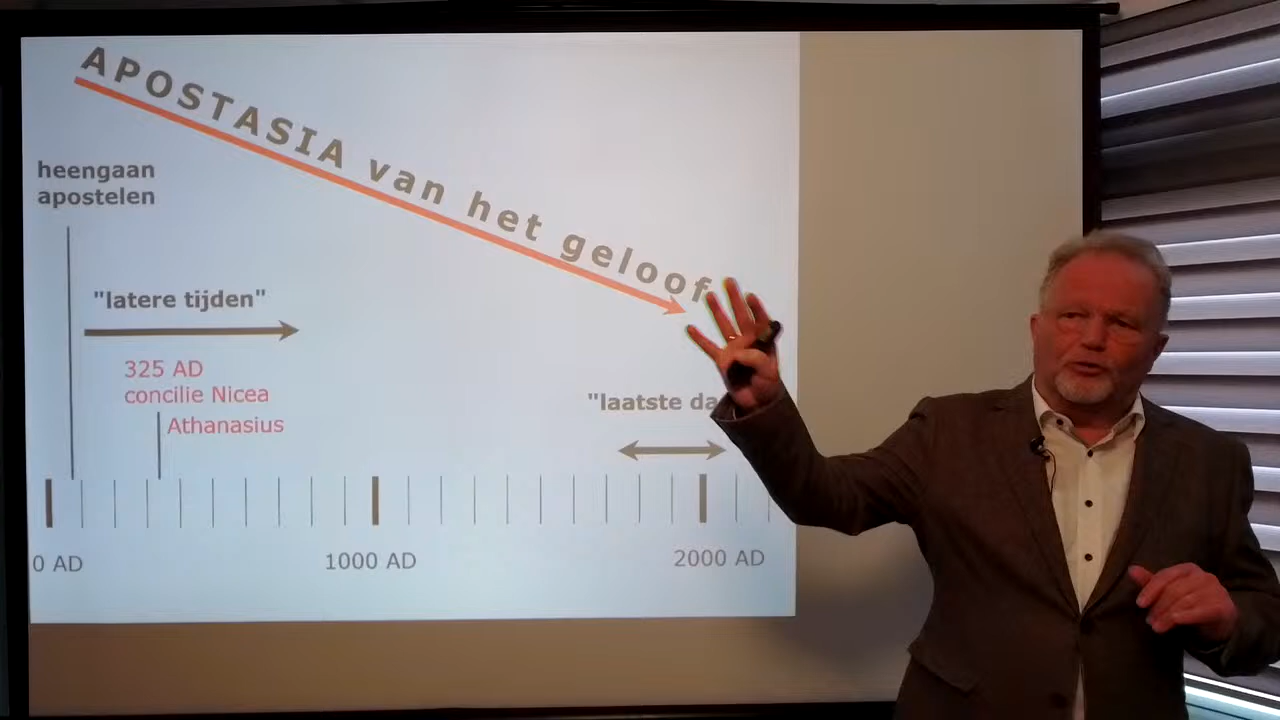 APOSTASIA van het geloof
heengaan
apostelen
"latere tijden"
325 AD
concilie Nicea
Athanasius
"laatste
0 AD
1000 AD
2000 AD